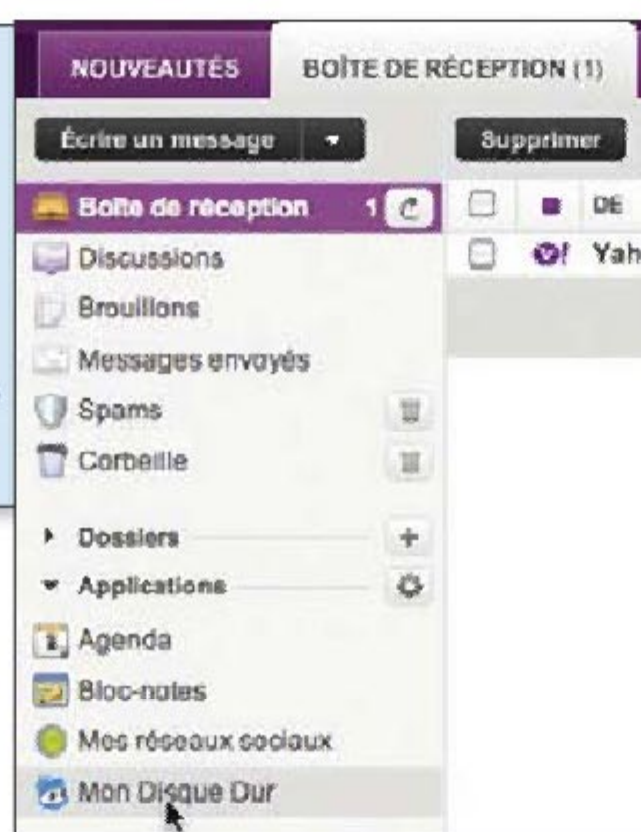 NOUVEAUTÉS BOÎTE DE RÉCEPTION (1)
Écrire un message Supprimer
Boîte de réception 1 DE
Discussions Yah
Brouillons
Messages envoyés
Spams
Corbeille
Dossiers
Applications
Agenda
Bloc-notes
Mes réseaux sociaux
Mon Disque Dur